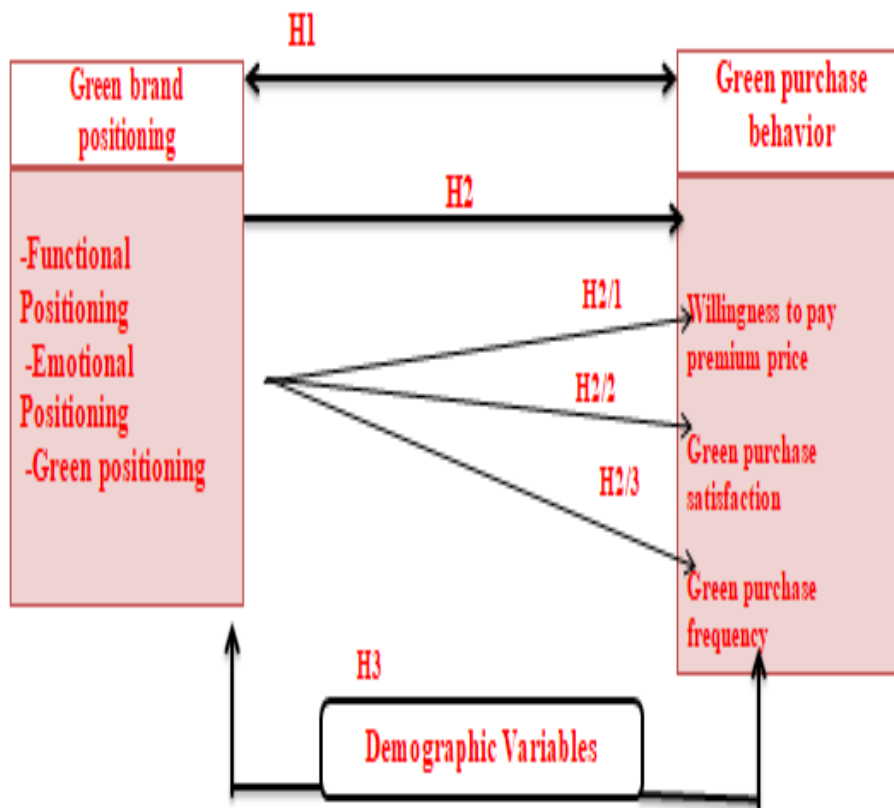 H1
Green brand
positioning
Green purchase
behavior
H2
-Functional
Positioning
-Emotional
Positioning
-Green positioning
H2/1
H2/2
H2/3
Willingness to pay
premium price
Green purchase
satisfaction
Green purchase
frequency
H3
Demographic Variables